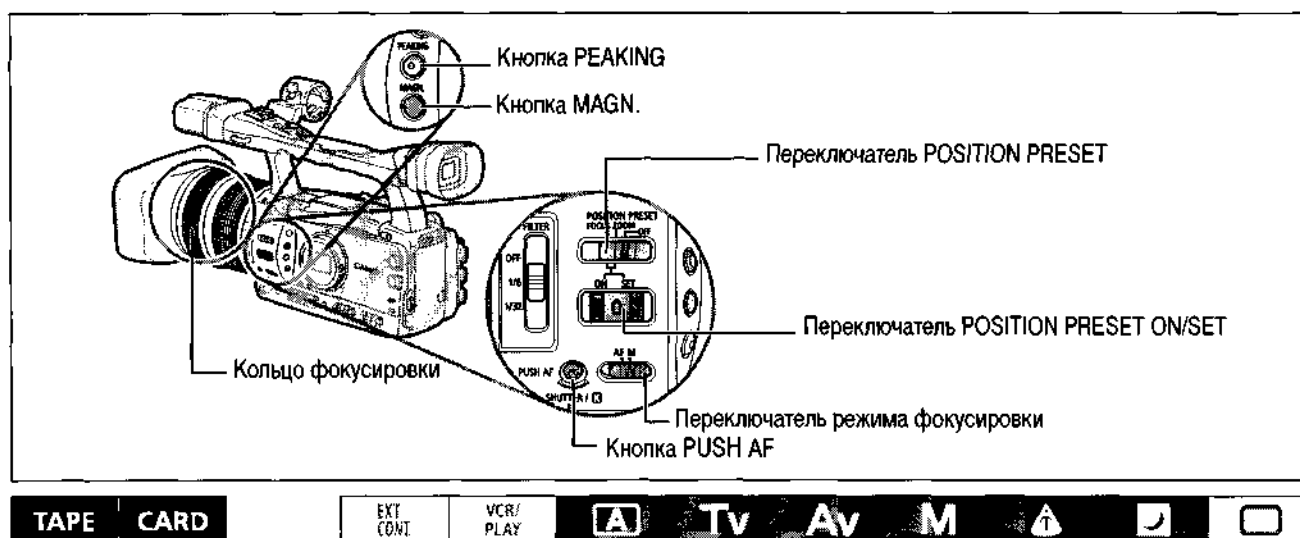 PEAKING
Кнопка PEAKING
MAGN.
Кнопка MAGN.
Переключатель POSITION PRESET
POSITION PRESET
FOCUS ZOOM
OFF
FILTER
OFF
1/6
1/32
ON SET
Переключатель POSITION PRESET ON/SET
Кольцо фокусировки
AF M
PUSH AF
SHUTTER /
Переключатель режима фокусировки
Кнопка PUSH AF
TAPE CARD
EXT CONT
VCR/ PLAY
A Tv Av M